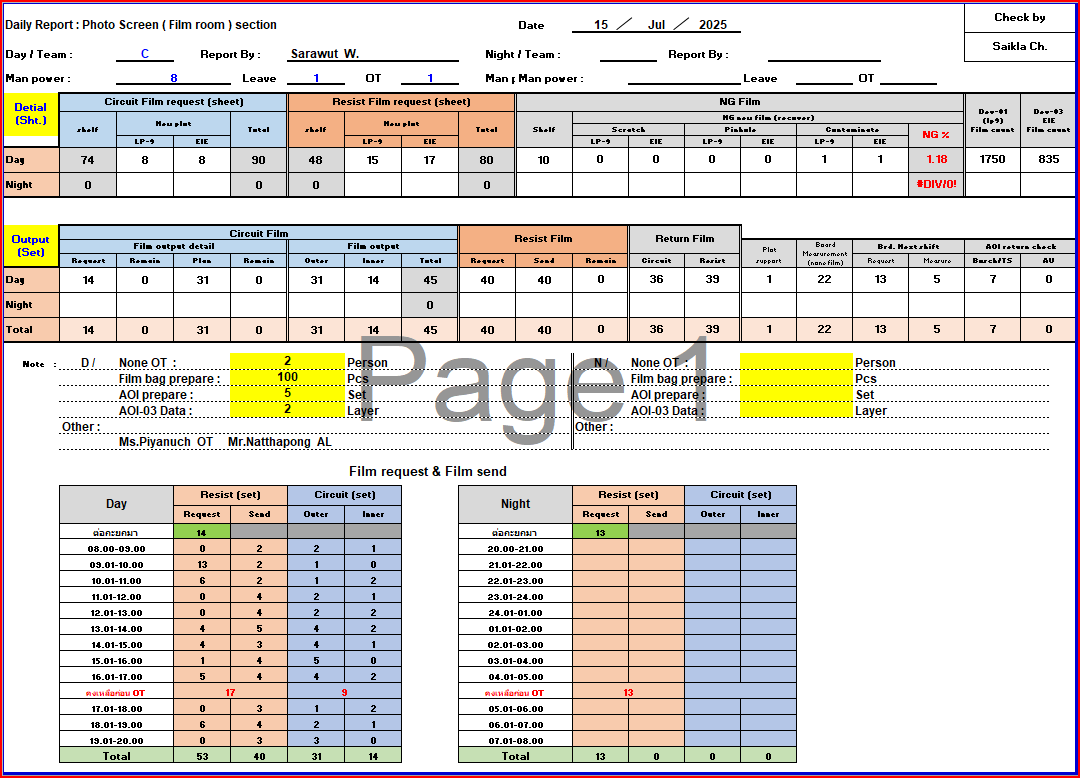 Daily Report : Photo Screen ( Film room ) section Date 15 / Jul / 2025 Check by
Day / Team : C Report By : Sarawut W. Night / Team : Report By : Saikla Ch.
Man power : 8 Leave 1 OT 1 Man p Man power : Leave OT
Detial (Sht.) Circuit Film request (sheet) Resist Film request (sheet) NG Film Dev-01 (lp9) Film count Dev-03 EIE Film count
shelf New plot Total shelf New plot Total Shelf NG neu film (recover) NG %
Scratch Pinhole Contaminate
LP-9 EIE LP-9 EIE LP-9 EIE LP-9 EIE LP-9 EIE
Day 74 8 8 90 48 15 17 80 10 0 0 0 0 1 1 1.18 1750 835
Night 0 0 0 0 #DIV/0!
Output (Set) Circuit Film Resist Film Return Film
Film output detail Film output Plot support Board Measurement (none film) Brd. Next shift AOI return check
Request Remain Plan Remain Outer Inner Total Request Send Remain Circuit Resist Request Measure Burch/TS AU
Day 14 0 31 0 31 14 45 40 40 0 36 39 1 22 13 5 7 0
Night 0
Total 14 0 31 0 31 14 45 40 40 0 36 39 1 22 13 5 7 0
Page 1
Note : D / None OT : 2 Person N / None OT : Person
Film bag prepare : 100 Pcs Film bag prepare : Pcs
AOI prepare : 5 Set AOI prepare : Set
AOI-03 Data : 2 Layer AOI-03 Data : Layer
Other : Other :
Ms.Piyanuch OT Mr.Natthapong AL
Film request & Film send
Day Resist (set) Circuit (set) Night Resist (set) Circuit (set)
Request Send Outer Inner Request Send Outer Inner
ต่อกะยกมา 14 ต่อกะยกมา 13
08.00-09.00 0 2 2 1 20.00-21.00
09.01-10.00 13 2 1 0 21.01-22.00
10.01-11.00 6 2 1 2 22.01-23.00
11.01-12.00 0 4 2 1 23.01-24.00
12.01-13.00 0 4 2 2 24.01-01.00
13.01-14.00 4 5 4 2 01.01-02.00
14.01-15.00 4 3 4 1 02.01-03.00
15.01-16.00 1 4 5 0 03.01-04.00
16.01-17.00 5 4 4 2 04.01-05.00
คงเหลือก่อน OT 17 9 คงเหลือก่อน OT 13
17.01-18.00 0 3 1 2 05.01-06.00
18.01-19.00 6 4 2 1 06.01-07.00
19.01-20.00 0 3 3 0 07.01-08.00
Total 53 40 31 14 Total 13 0 0 0